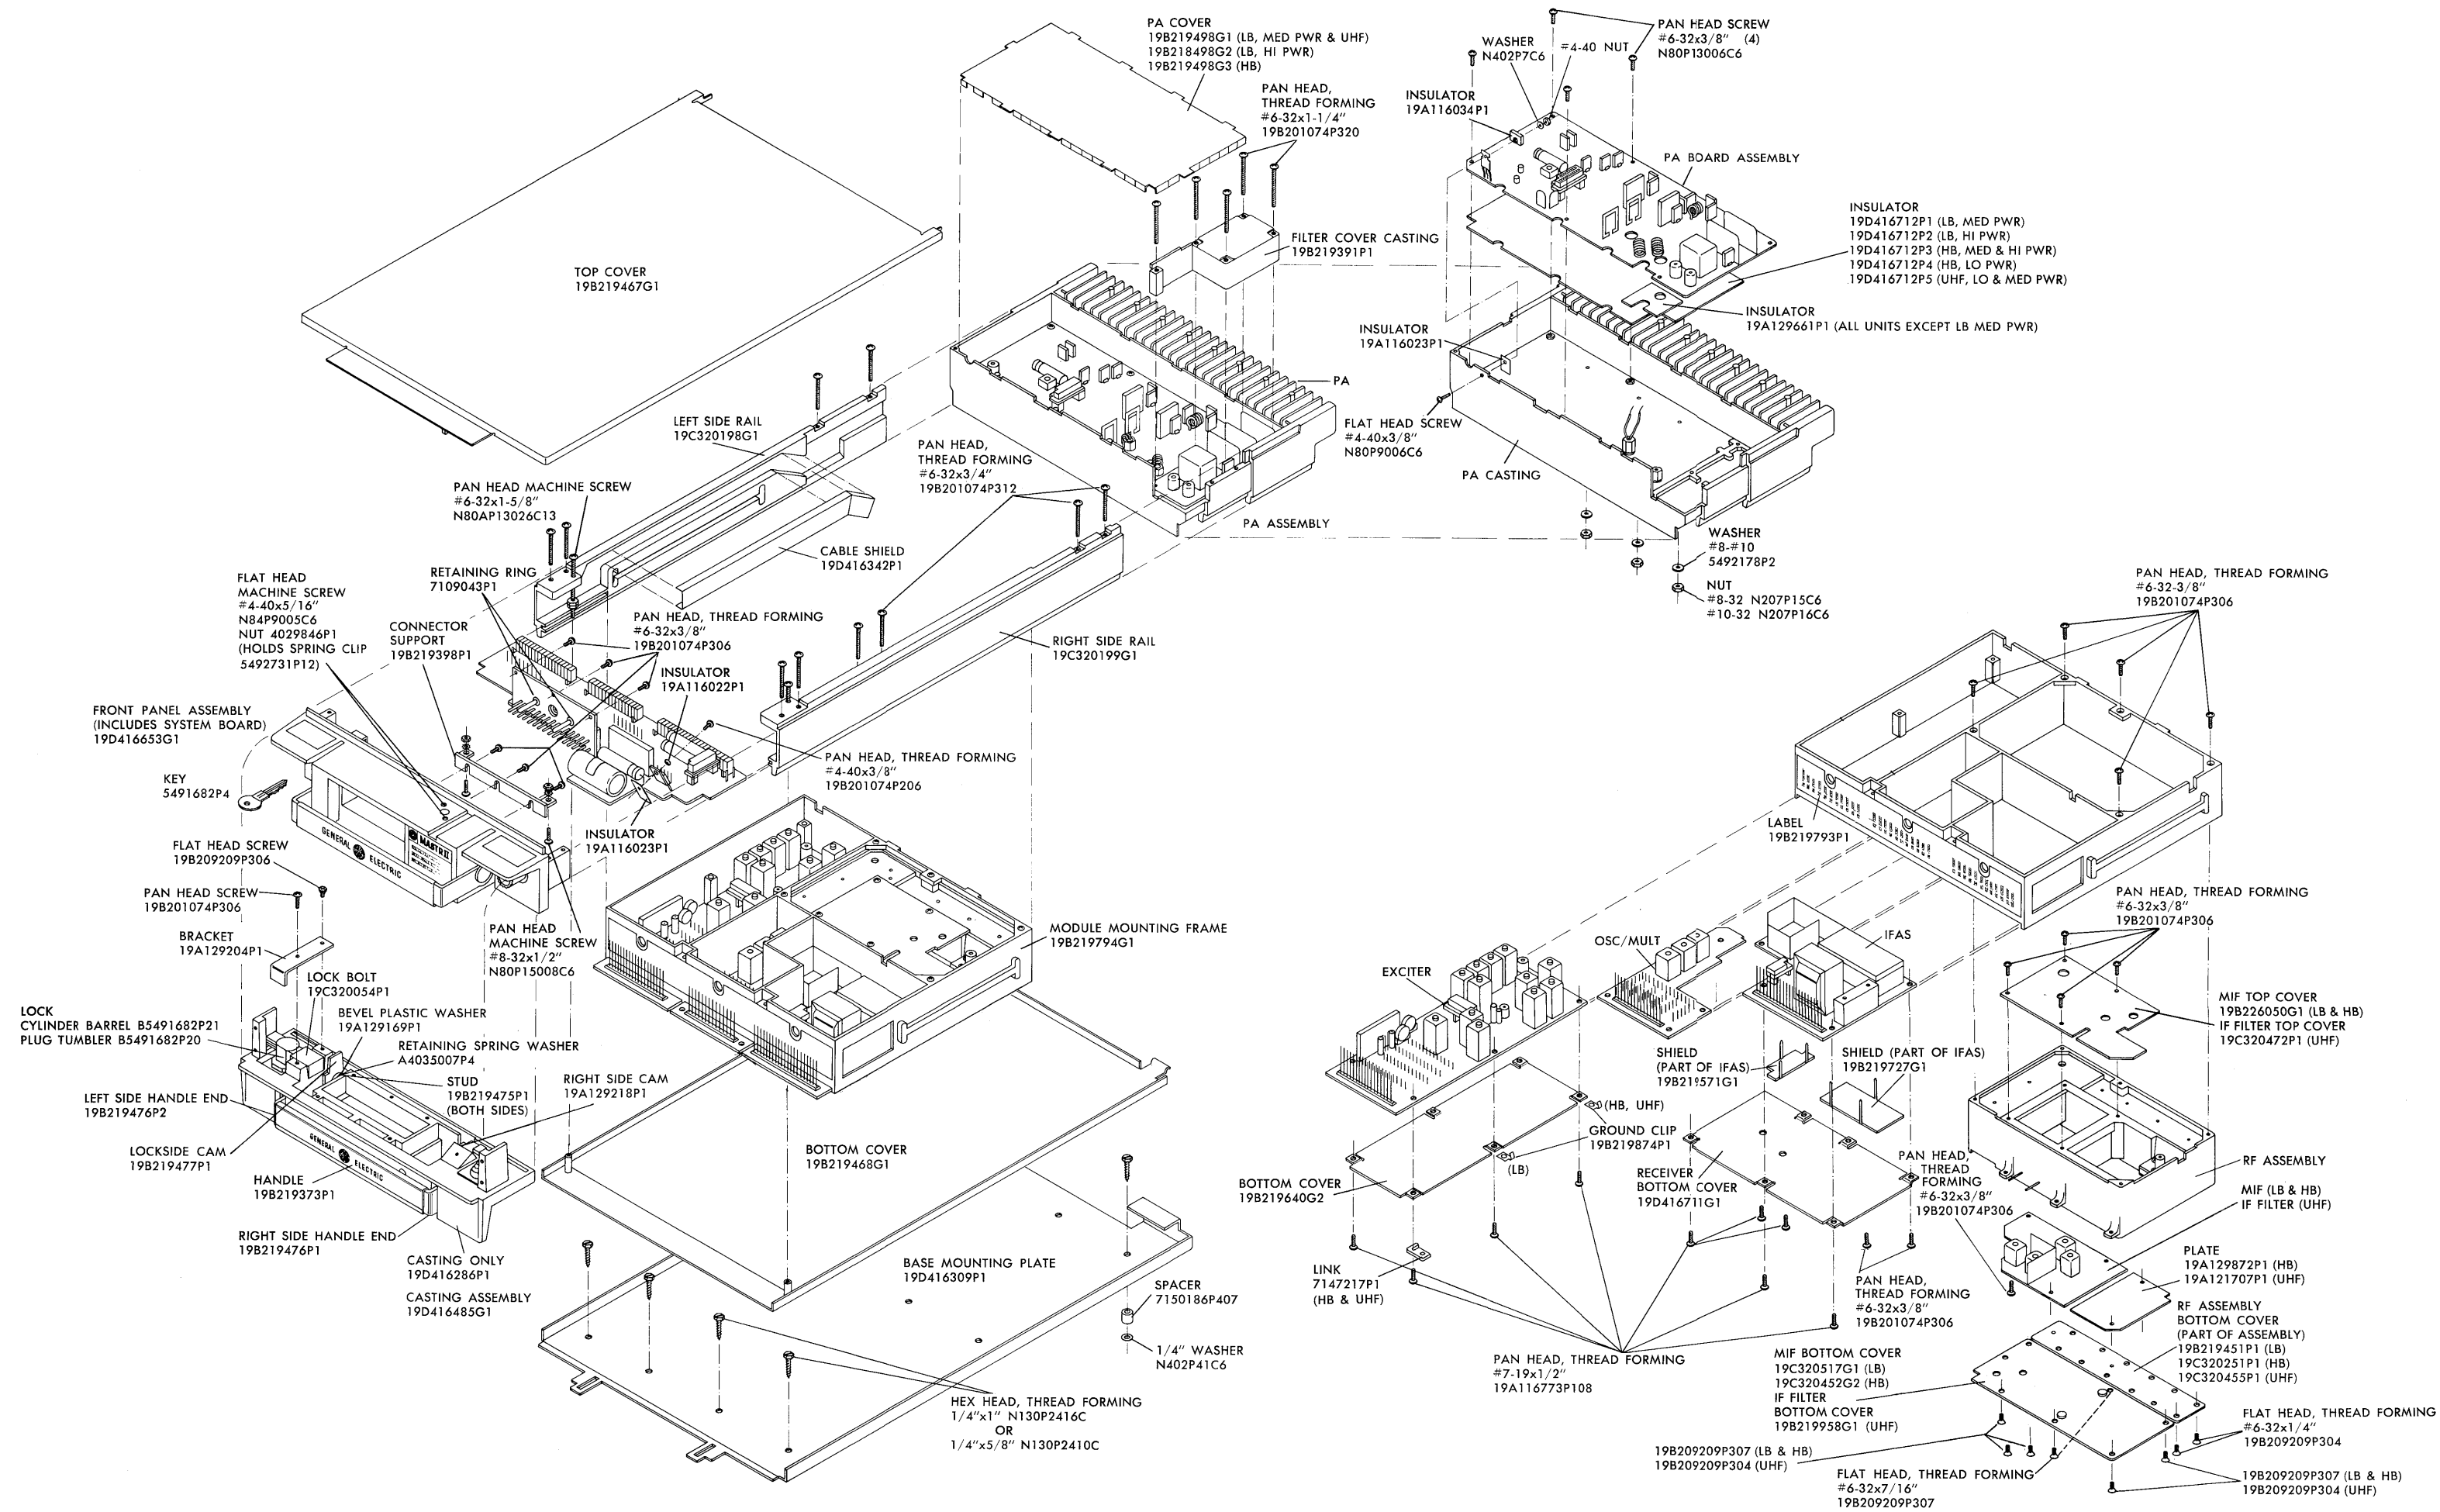 PA COVER
19B219498G1 (LB, MED PWR & UHF)
19B218498G2 (LB, HI PWR)
19B219498G3 (HB)
PAN HEAD,
THREAD FORMING
#6-32x1-1/4"
19B201074P320
WASHER
N402P7C6
#4-40 NUT
PAN HEAD SCREW
#6-32x3/8" (4)
N80P13006C6
INSULATOR
19A116034P1
PA BOARD ASSEMBLY
INSULATOR
19D416712P1 (LB, MED PWR)
19D416712P2 (LB, HI PWR)
19D416712P3 (HB, MED & HI PWR)
19D416712P4 (HB, LO PWR)
19D416712P5 (UHF, LO & MED PWR)
INSULATOR
19A129661P1 (ALL UNITS EXCEPT LB MED PWR)
FILTER COVER CASTING
19B219391P1
TOP COVER
19B219467G1
INSULATOR
19A116023P1
PA
FLAT HEAD SCREW
#4-40x3/8"
N80P9006C6
PA CASTING
LEFT SIDE RAIL
19C320198G1
PAN HEAD,
THREAD FORMING
#6-32x3/4"
19B201074P312
PA ASSEMBLY
PAN HEAD MACHINE SCREW
#6-32x1-5/8"
N80AP13026C13
CABLE SHIELD
19D416342P1
WASHER
#8-#10
5492178P2
NUT
#8-32 N207P15C6
#10-32 N207P16C6
RETAINING RING
7109043P1
FLAT HEAD
MACHINE SCREW
#4-40x5/16"
N84P9005C6
NUT 4029846P1
(HOLDS SPRING CLIP
5492731P12)
CONNECTOR
SUPPORT
19B219398P1
PAN HEAD, THREAD FORMING
#6-32x3/8"
19B201074P306
INSULATOR
19A116022P1
RIGHT SIDE RAIL
19C320199G1
PAN HEAD, THREAD FORMING
#6-32-3/8"
19B201074P306
FRONT PANEL ASSEMBLY
(INCLUDES SYSTEM BOARD)
19D416653G1
KEY
5491682P4
PAN HEAD, THREAD FORMING
#4-40x3/8"
19B201074P206
INSULATOR
19A116023P1
GENERAL ELECTRIC
MASTR II
LABEL
19B219793P1
FLAT HEAD SCREW
19B209209P306
PAN HEAD SCREW
19B201074P306
BRACKET
19A129204P1
PAN HEAD
MACHINE SCREW
#8-32x1/2"
N80P15008C6
MODULE MOUNTING FRAME
19B219794G1
PAN HEAD, THREAD FORMING
#6-32x3/8"
19B201074P306
OSC/MULT
IFAS
EXCITER
LOCK BOLT
19C320054P1
BEVEL PLASTIC WASHER
19A129169P1
LOCK
CYLINDER BARREL B5491682P21
PLUG TUMBLER B5491682P20
RETAINING SPRING WASHER
A4035007P4
STUD
19B219475P1
(BOTH SIDES)
RIGHT SIDE CAM
19A129218P1
MIF TOP COVER
19B226050G1 (LB & HB)
IF FILTER TOP COVER
19C320472P1 (UHF)
SHIELD
(PART OF IFAS)
19B219571G1
SHIELD (PART OF IFAS)
19B219727G1
LEFT SIDE HANDLE END
19B219476P2
LOCKSIDE CAM
19B219477P1
GENERAL ELECTRIC
HANDLE
19B219373P1
RIGHT SIDE HANDLE END
19B219476P1
CASTING ONLY
19D416286P1
CASTING ASSEMBLY
19D416485G1
BOTTOM COVER
19B219468G1
(HB, UHF)
GROUND CLIP
19B219874P1
(LB)
BOTTOM COVER
19B219640G2
RECEIVER
BOTTOM COVER
19D416711G1
PAN HEAD,
THREAD
FORMING
#6-32x3/8"
19B201074P306
RF ASSEMBLY
MIF (LB & HB)
IF FILTER (UHF)
BASE MOUNTING PLATE
19D416309P1
SPACER
7150186P407
1/4" WASHER
N402P41C6
LINK
7147217P1
(HB & UHF)
PAN HEAD,
THREAD FORMING
#6-32x3/8"
19B201074P306
PLATE
19A129872P1 (HB)
19A121707P1 (UHF)
RF ASSEMBLY
BOTTOM COVER
(PART OF ASSEMBLY)
19B219451P1 (LB)
19C320251P1 (HB)
19C320455P1 (UHF)
PAN HEAD, THREAD FORMING
#7-19x1/2"
19A116773P108
MIF BOTTOM COVER
19C320517G1 (LB)
19C320452G2 (HB)
IF FILTER
BOTTOM COVER
19B219958G1 (UHF)
HEX HEAD, THREAD FORMING
1/4"x1" N130P2416C
OR
1/4"x5/8" N130P2410C
FLAT HEAD, THREAD FORMING
#6-32x1/4"
19B209209P304
19B209209P307 (LB & HB)
19B209209P304 (UHF)
FLAT HEAD, THREAD FORMING
#6-32x7/16"
19B209209P307
19B209209P307 (LB & HB)
19B209209P304 (UHF)